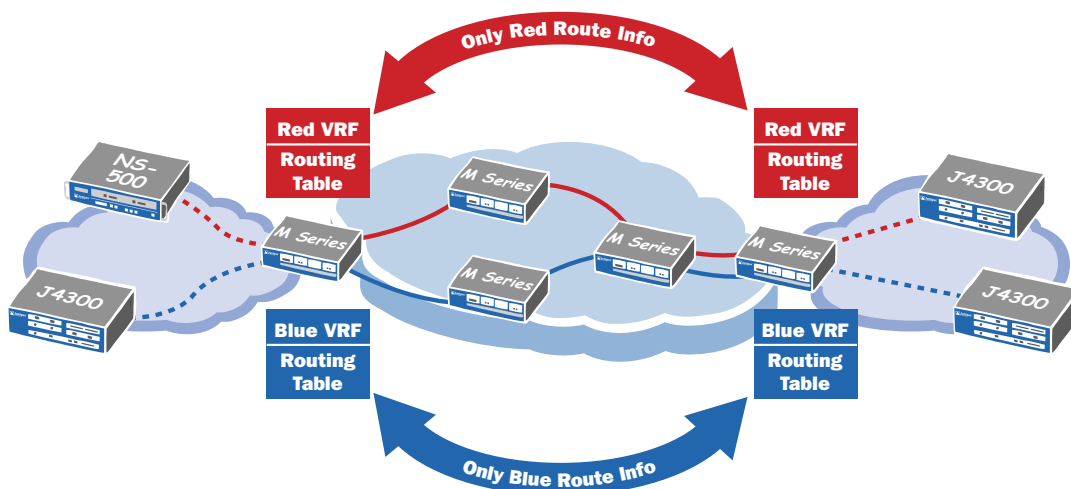 Only Red Route Info
Red VRF
Routing
Table
Red VRF
Routing
Table
NS-
500
M Series
J4300
M Series
M Series
M Series
M Series
J4300
J4300
Blue VRF
Routing
Table
Blue VRF
Routing
Table
Only Blue Route Info